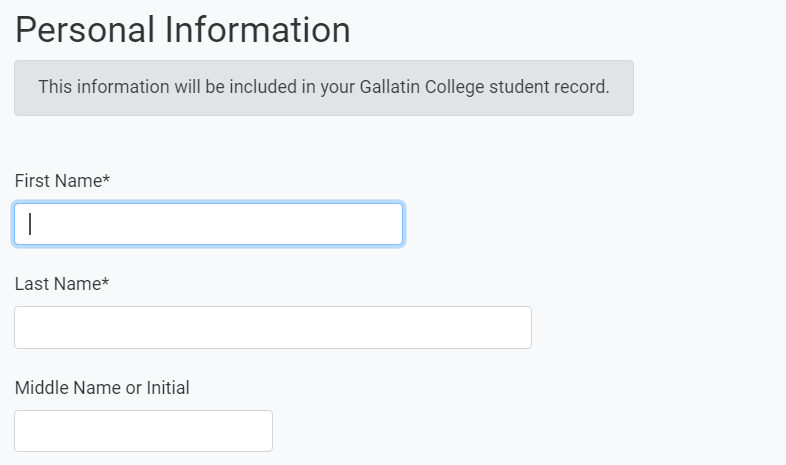 Personal Information
This information will be included in your Gallatin College student record.
First Name*
Last Name*
Middle Name or Initial